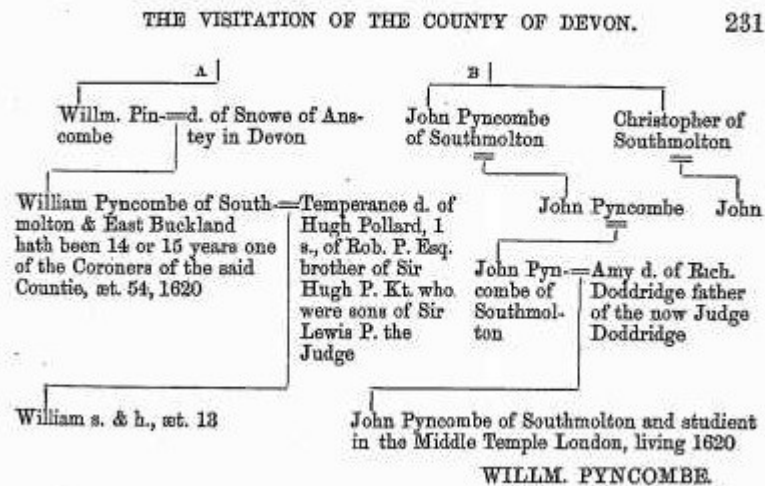 THE VISITATION OF THE COUNTY OF DEVON. 231
A
B
Willm. Pin-
combe
d. of Snowe of Ans-
tey in Devon
John Pyncombe
of Southmolton
Christopher of
Southmolton
William Pyncombe of South-
molton & East Buckland
hath been 14 or 15 years one
of the Coroners of the said
Countie, æt. 54, 1620
Temperance d. of
Hugh Pollard, 1
s., of Rob. P. Esq.
brother of Sir
Hugh P. Kt. who
were sons of Sir
Lewis P. the
Judge
John Pyncombe
John
John Pyn-
combe of
Southmol-
ton
Amy d. of Rich.
Doddridge father
of the now Judge
Doddridge
William s. & h., æt. 13
John Pyncombe of Southmolton and studient
in the Middle Temple London, living 1620
WILLM. PYNCOMBE.